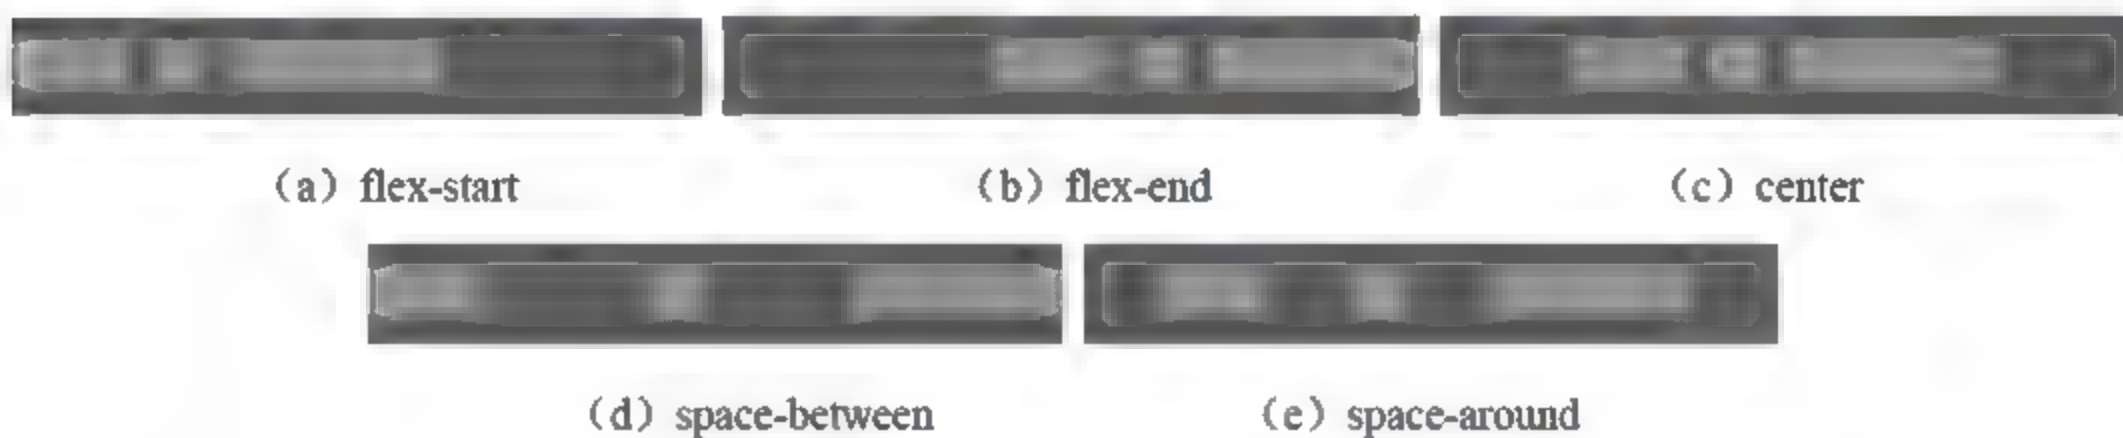 （a）flex-start
（b）flex-end
（c）center
（d）space-between
（e）space-around